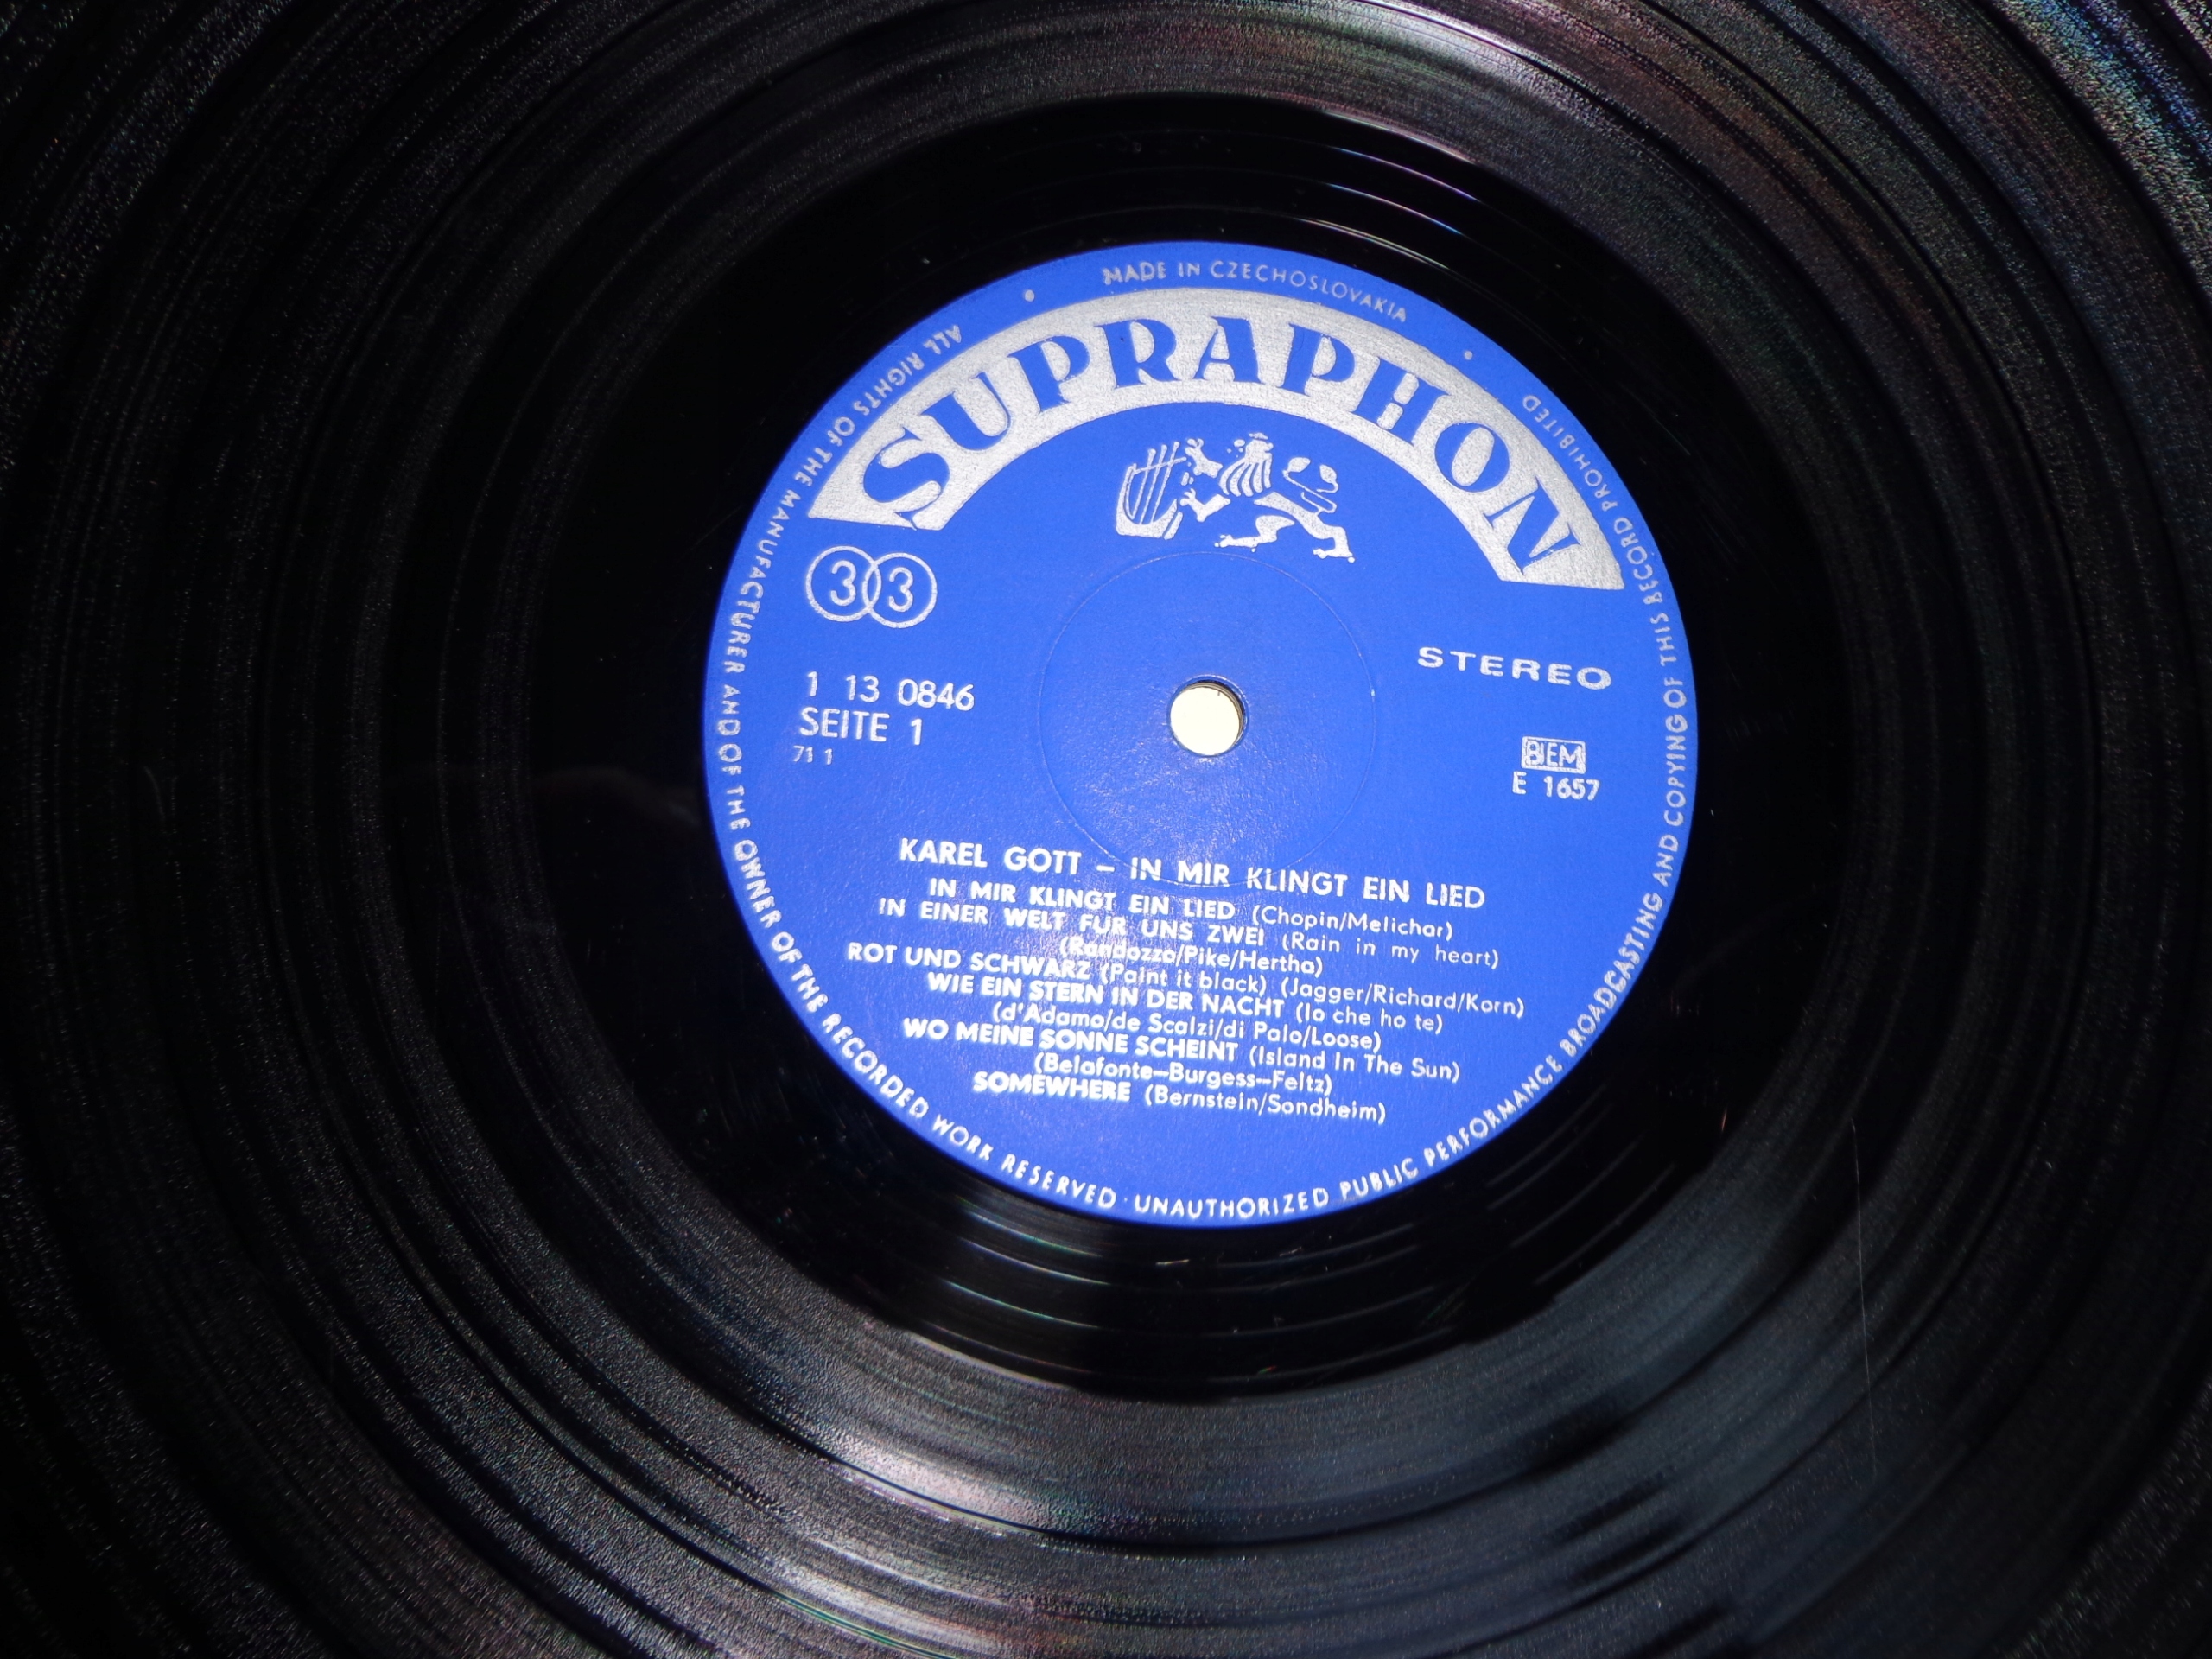 MADE IN CZECHOSLOVAKIA
SUPRAPHON
33
STEREO
1 13 0846
SEITE 1
71 1
BIEM
E 1657
KAREL GOTT – IN MIR KLINGT EIN LIED
IN MIR KLINGT EIN LIED (Chopin/Melichar)
IN EINER WELT FUR UNS ZWEI (Rain in my heart)
(Randozzo/Pike/Hertha)
ROT UND SCHWARZ (Paint it black) (Jagger/Richard/Korn)
WIE EIN STERN IN DER NACHT (Io che ho te)
(d'Adamo/de Scalzi/di Palo/Loose)
WO MEINE SONNE SCHEINT (Island In The Sun)
(Belafonte–Burgess–Feltz)
SOMEWHERE (Bernstein/Sondheim)
ALL RIGHTS OF THE MANUFACTURER AND OF THE OWNER OF THE RECORDED WORK RESERVED · UNAUTHORIZED PUBLIC PERFORMANCE BROADCASTING AND COPYING OF THIS RECORD PROHIBITED